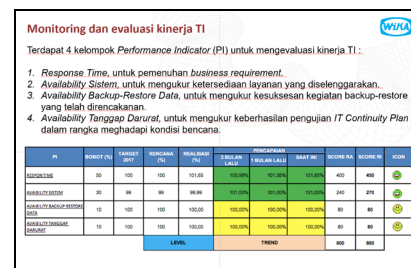 Monitoring dan evaluasi kinerja TI
WIKA
Terdapat 4 kelompok Performance Indicator (PI) untuk mengevaluasi kinerja TI :
1. Response Time, untuk pemenuhan business requirement.
2. Availability Sistem, untuk mengukur ketersediaan layanan yang diselenggarakan.
3. Availability Backup-Restore Data, untuk mengukur kesuksesan kegiatan backup-restore
yang telah direncakanan.
4. Availability Tanggap Darurat, untuk mengukur keberhasilan pengujian IT Continuity Plan
dalam rangka menghadapi kondisi bencana.
PI BOBOT (%) TARGET 2017 RENCANA (%) REALISASI (%) PENCAPAIAN 2 BULAN LALU 1 BULAN LALU SAAT INI SCORE RA SCORE RI ICON
RESPON TIME 50 100 100 101,65 100,59% 101,35% 101,65% 400 450
AVAIBILITY SISTEM 30 99 99 99,99 101,00% 101,00% 101,00% 240 270
AVAIBILITY BACKUP RESTORE DATA 10 100 100 100,00 100,00% 100,00% 100,00% 80 80
AVAIBILITY TANGGAP DARURAT 10 100 100 100,00 100,00% 100,00% 100,00% 80 80
LEVEL TREND 800 880